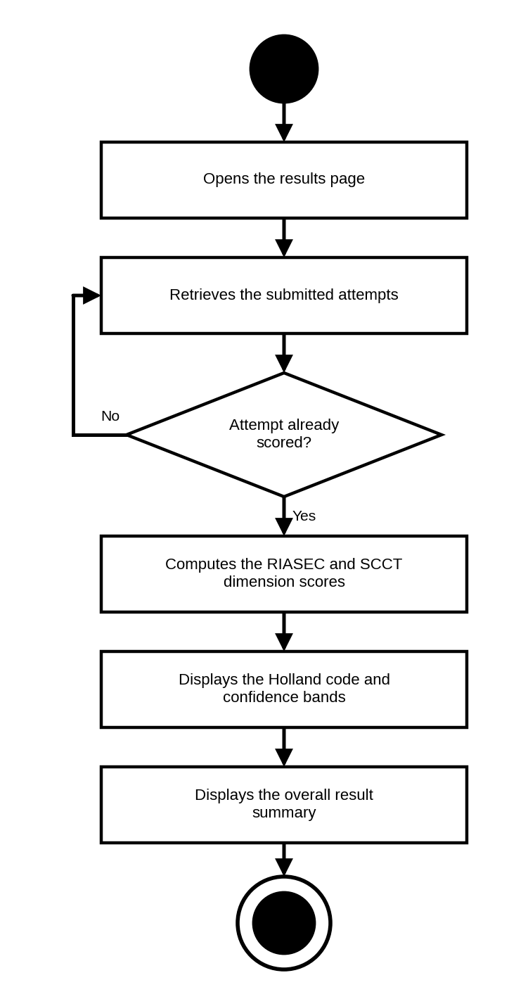 Opens the results page
Retrieves the submitted attempts
Attempt already
scored?
No
Yes
Computes the RIASEC and SCCT
dimension scores
Displays the Holland code and
confidence bands
Displays the overall result
summary